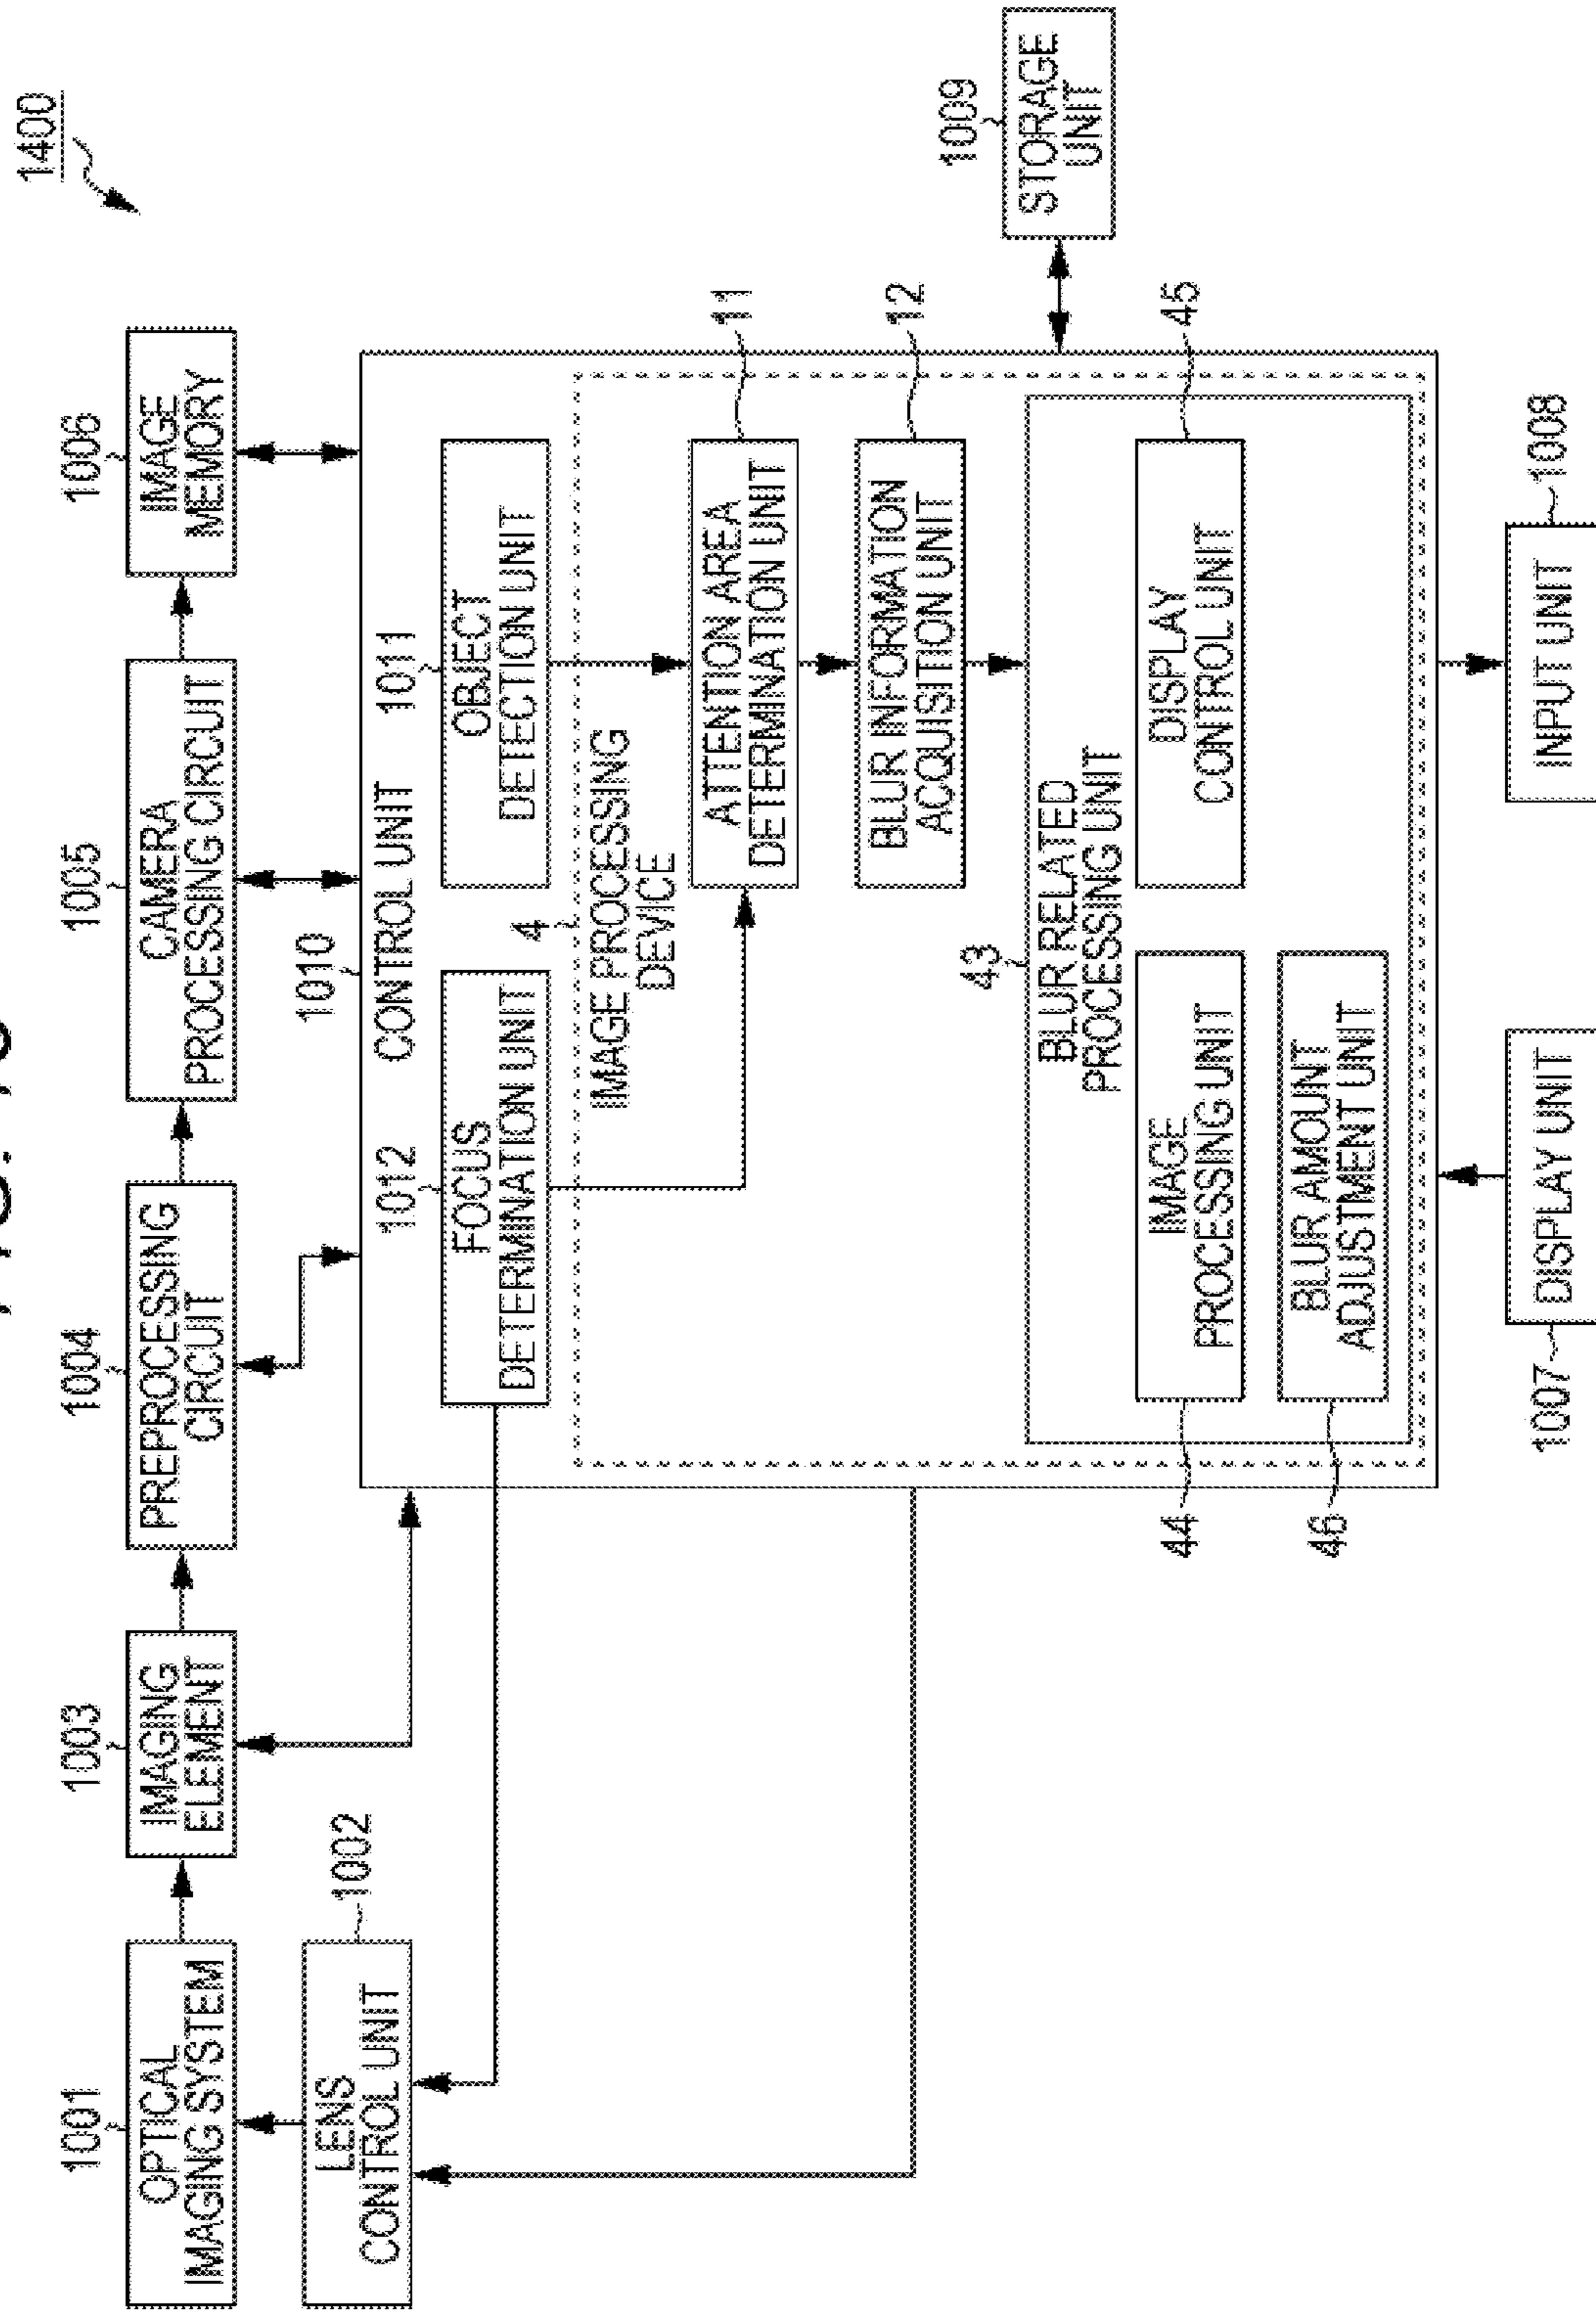 1400
1001
OPTICAL
IMAGING SYSTEM
1003
IMAGING
ELEMENT
1004
PREPROCESSING
CIRCUIT
1005
CAMERA
PROCESSING CIRCUIT
1006
IMAGE
MEMORY
LENS
CONTROL UNIT
1002
1010
CONTROL UNIT
1012
FOCUS
DETERMINATION UNIT
1011
OBJECT
DETECTION UNIT
4
IMAGE PROCESSING
DEVICE
ATTENTION AREA
DETERMINATION UNIT
11
BLUR INFORMATION
ACQUISITION UNIT
12
43
BLUR RELATED
PROCESSING UNIT
44
IMAGE
PROCESSING UNIT
DISPLAY
CONTROL UNIT
45
46
BLUR AMOUNT
ADJUSTMENT UNIT
1009
STORAGE
UNIT
1007
DISPLAY UNIT
INPUT UNIT
1008